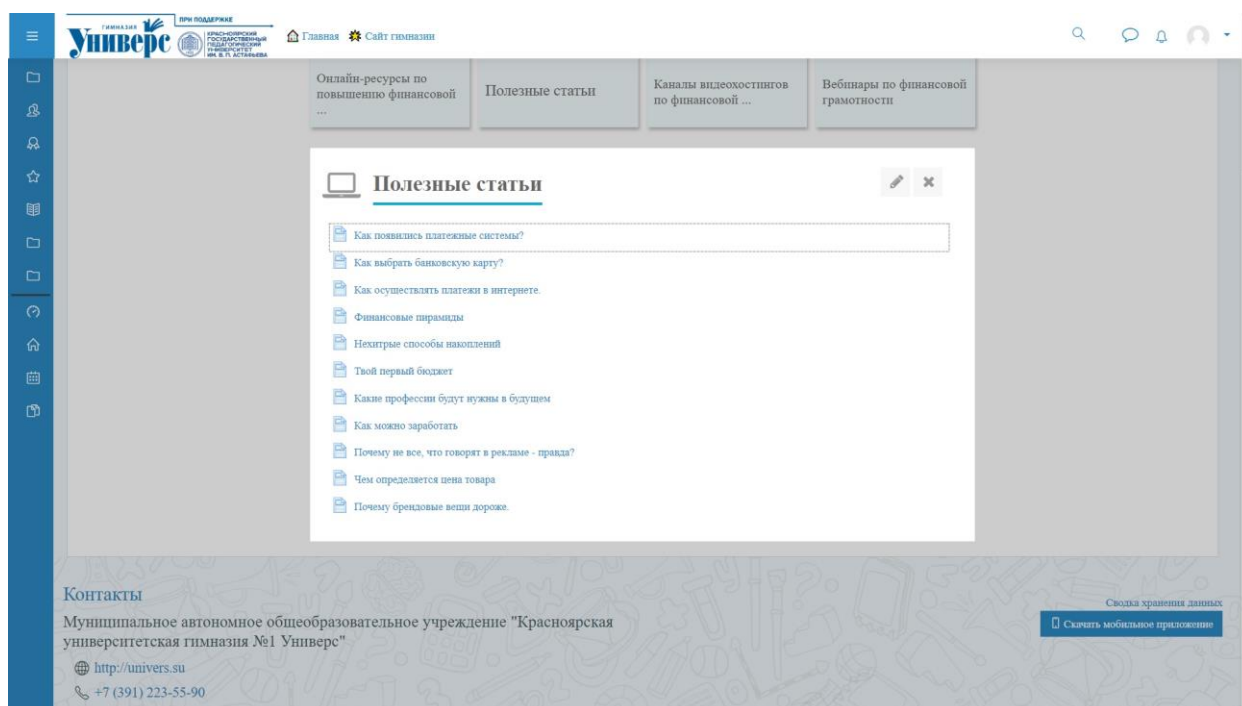 ГИМНАЗИЯ
Универс
ПРИ ПОДДЕРЖКЕ
КРАСНОЯРСКИЙ
ГОСУДАРСТВЕННЫЙ
ПЕДАГОГИЧЕСКИЙ
УНИВЕРСИТЕТ
ИМ. В. П. АСТАФЬЕВА
Главная Сайт гимназии
Онлайн-ресурсы по
повышению финансовой
...
Полезные статьи
Каналы видеохостингов
по финансовой ...
Вебинары по финансовой
грамотности
Полезные статьи
Как появились платежные системы?
Как выбрать банковскую карту?
Как осуществлять платежи в интернете.
Финансовые пирамиды
Нехитрые способы накоплений
Твой первый бюджет
Какие профессии будут нужны в будущем
Как можно заработать
Почему не все, что говорят в рекламе - правда?
Чем определяется цена товара
Почему брендовые вещи дороже.
Контакты
Муниципальное автономное общеобразовательное учреждение "Красноярская
университетская гимназия №1 Универс"
http://univers.su
+7 (391) 223-55-90
Сводка хранения данных
Скачать мобильное приложение